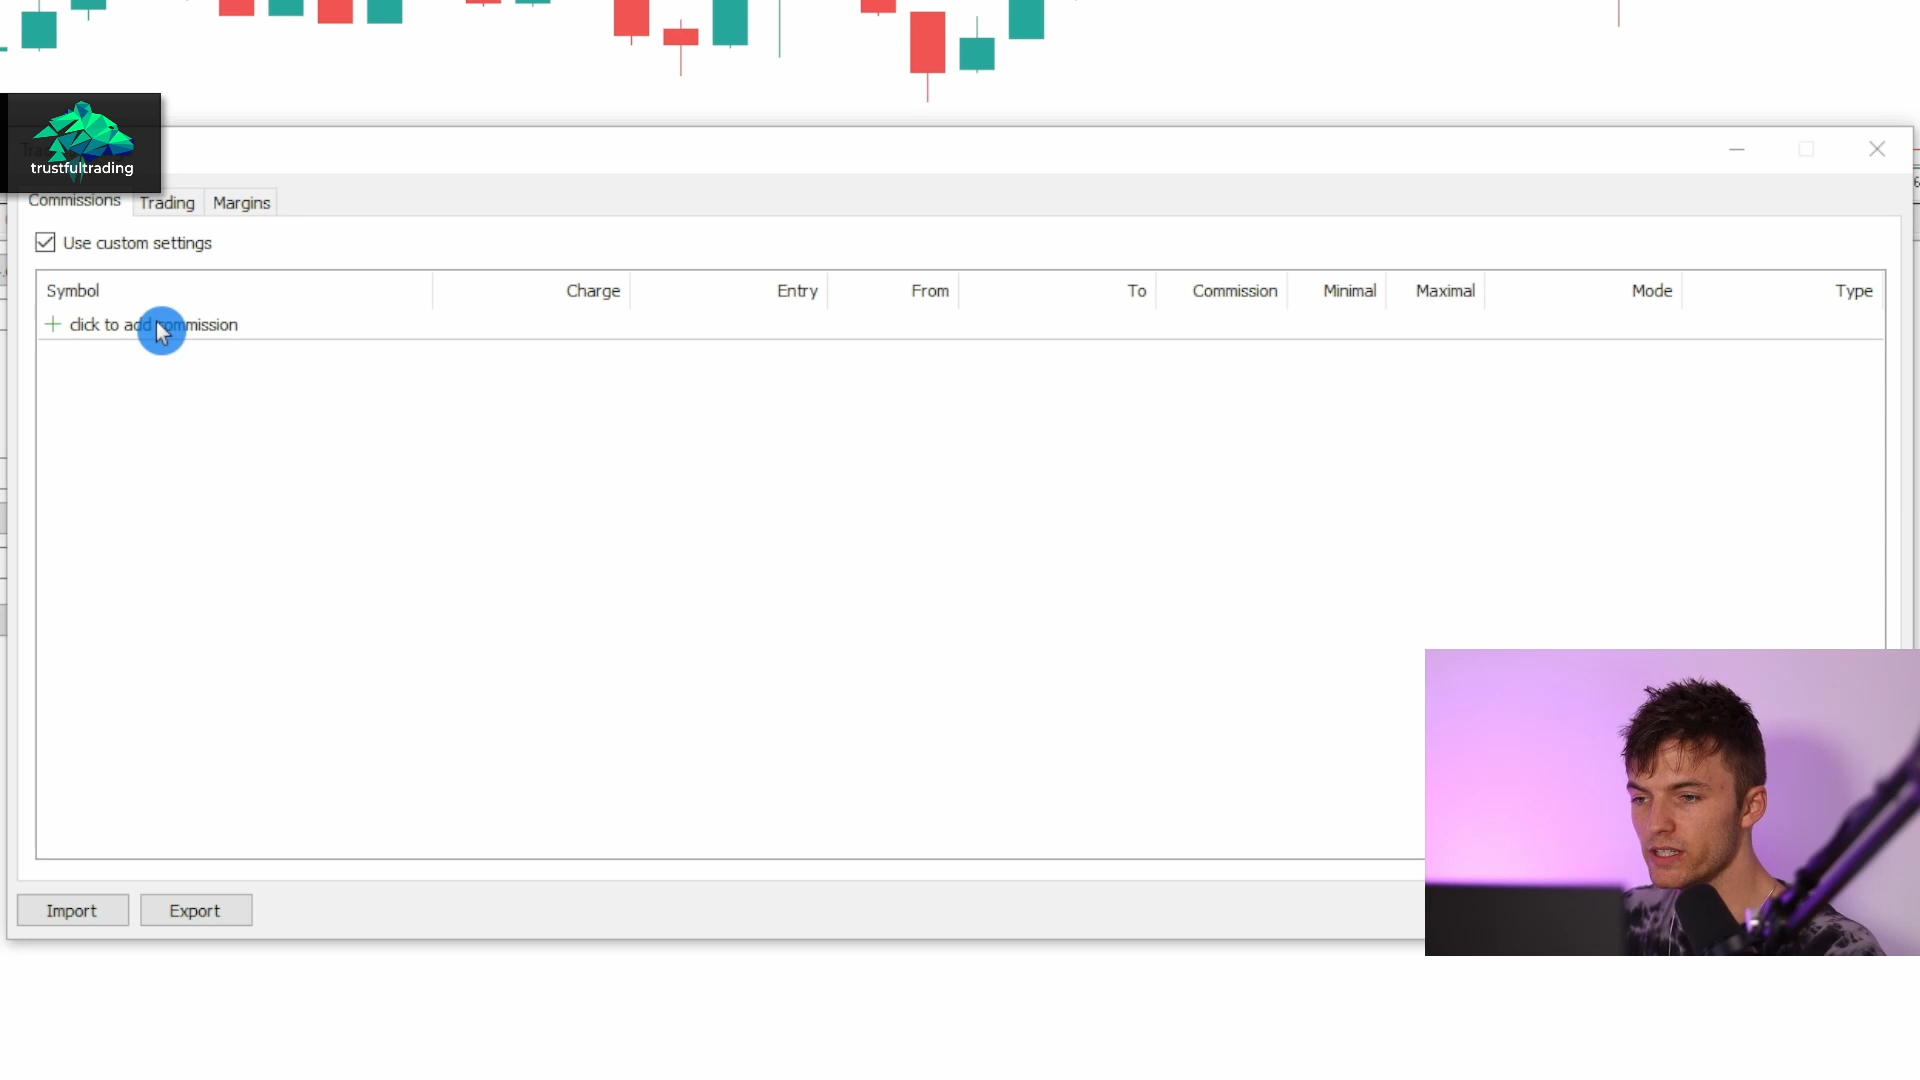 trustfultrading
Commissions Trading Margins
Use custom settings
Symbol Charge Entry From To Commission Minimal Maximal Mode Type
click to add commission
Import Export